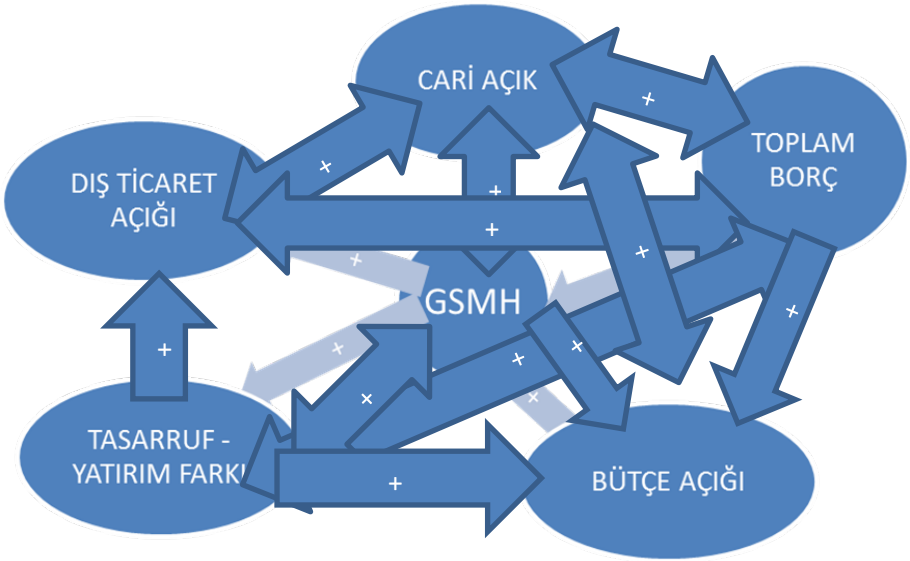 CARİ AÇIK
+
TOPLAM
BORÇ
+
DIŞ TİCARET
AÇIĞI
+
+
+
+
+
GSMH
+
+
+
+
+
+
+
+
TASARRUF -
YATIRIM FARKI
+
BÜTÇE AÇIĞI